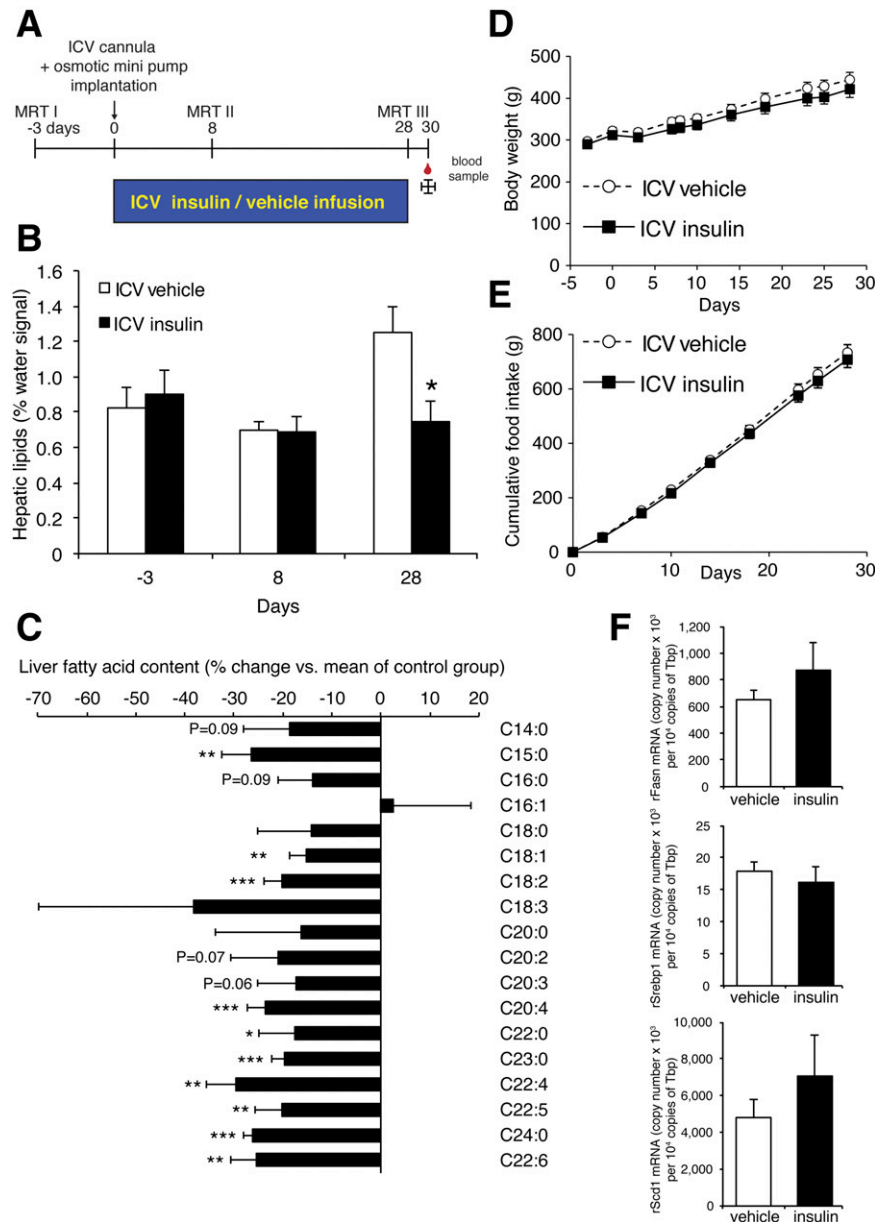 A
ICV cannula
+ osmotic mini pump
implantation
MRT I
MRT II
MRT III
-3 days
0
8
28
30
blood
sample
ICV insulin / vehicle infusion
B
Hepatic lipids (% water signal)
1.6
1.4
1.2
1.0
0.8
0.6
0.4
0.2
0
ICV vehicle
ICV insulin
*
-3
8
28
Days
C
Liver fatty acid content (% change vs. mean of control group)
-70 -60 -50 -40 -30 -20 -10 0 10 20
P=0.09 C14:0
** C15:0
P=0.09 C16:0
C16:1
C18:0
** C18:1
*** C18:2
C18:3
C20:0
P=0.07 C20:2
P=0.06 C20:3
*** C20:4
* C22:0
*** C23:0
** C22:4
** C22:5
*** C24:0
** C22:6
D
Body weight (g)
500
400
300
200
100
0
ICV vehicle
ICV insulin
-5 0 5 10 15 20 25 30
Days
E
Cumulative food intake (g)
800
600
400
200
0
ICV vehicle
ICV insulin
0 10 20 30
Days
F
rFasn mRNA (copy number x 10³
per 10⁴ copies of Tbp)
1,200
1,000
800
600
400
200
0
vehicle insulin
rSrebp1 mRNA (copy number x 10³
per 10⁴ copies of Tbp)
25
20
15
10
5
0
vehicle insulin
rScd1 mRNA (copy number x 10³
per 10⁴ copies of Tbp)
10,000
8,000
6,000
4,000
2,000
0
vehicle insulin